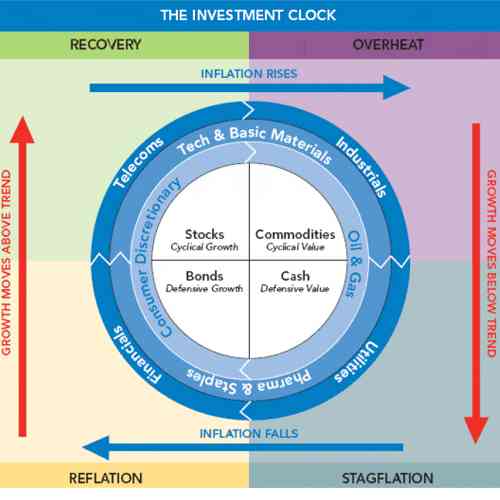 THE INVESTMENT CLOCK
RECOVERY
OVERHEAT
INFLATION RISES
GROWTH MOVES ABOVE TREND
GROWTH MOVES BELOW TREND
Telecoms
Tech & Basic Materials
Industrials
Consumer Discretionary
Oil & Gas
Stocks
Cyclical Growth
Commodities
Cyclical Value
Bonds
Defensive Growth
Cash
Defensive Value
Financials
Pharma & Staples
Utilities
INFLATION FALLS
REFLATION
STAGFLATION